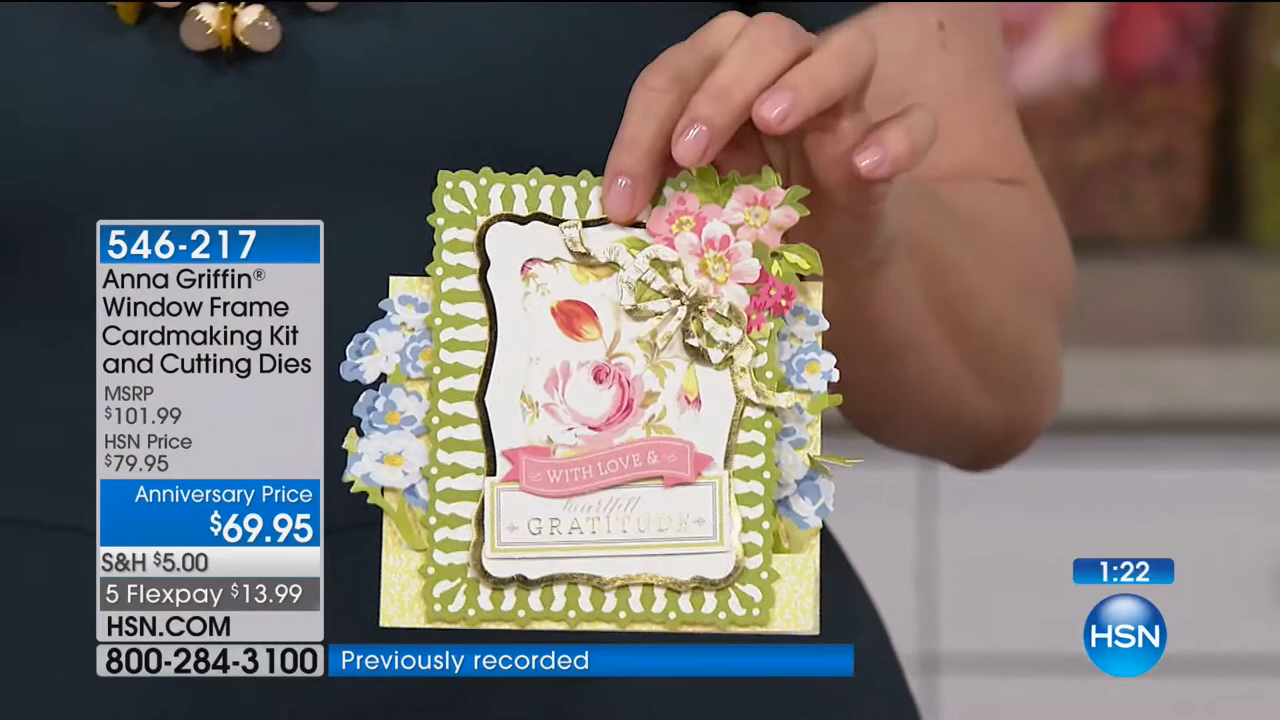 546-217
Anna Griffin®
Window Frame
Cardmaking Kit
and Cutting Dies
MSRP
$101.99
HSN Price
$79.95
Anniversary Price
$69.95
S&H $5.00
5 Flexpay $13.99
HSN.COM
800-284-3100
Previously recorded
WITH LOVE &
heartfelt
GRATITUDE
1:22
HSN